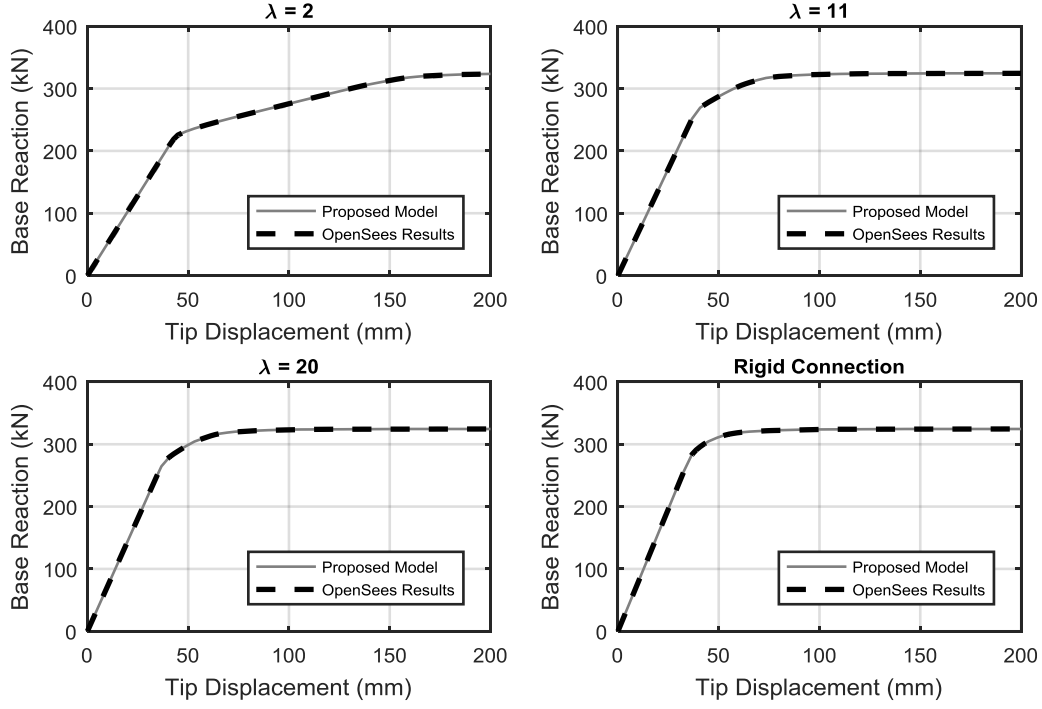 λ = 2
400
300
200
100
0
Base Reaction (kN)
Proposed Model
OpenSees Results
0 50 100 150 200
Tip Displacement (mm)
λ = 11
400
300
200
100
0
Base Reaction (kN)
Proposed Model
OpenSees Results
0 50 100 150 200
Tip Displacement (mm)
λ = 20
400
300
200
100
0
Base Reaction (kN)
Proposed Model
OpenSees Results
0 50 100 150 200
Tip Displacement (mm)
Rigid Connection
400
300
200
100
0
Base Reaction (kN)
Proposed Model
OpenSees Results
0 50 100 150 200
Tip Displacement (mm)